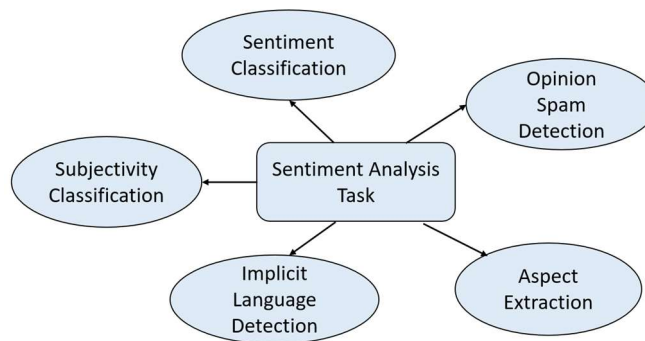 Sentiment
Classification
Opinion
Spam
Detection
Subjectivity
Classification
Sentiment Analysis
Task
Implicit
Language
Detection
Aspect
Extraction